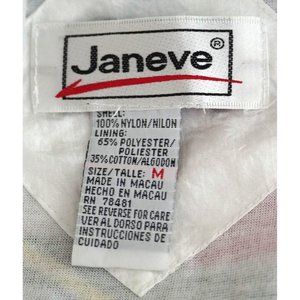 Janeve®
SHELL:
100% NYLON/NILON
LINING:
65% POLYESTER/
POLIESTER
35% COTTON/ALGODON
SIZE/TALLE: M
MADE IN MACAU
HECHO EN MACAU
RN 78481
SEE REVERSE FOR CARE
VER AL DORSO PARA
INSTRUCCIONES DE
CUIDADO